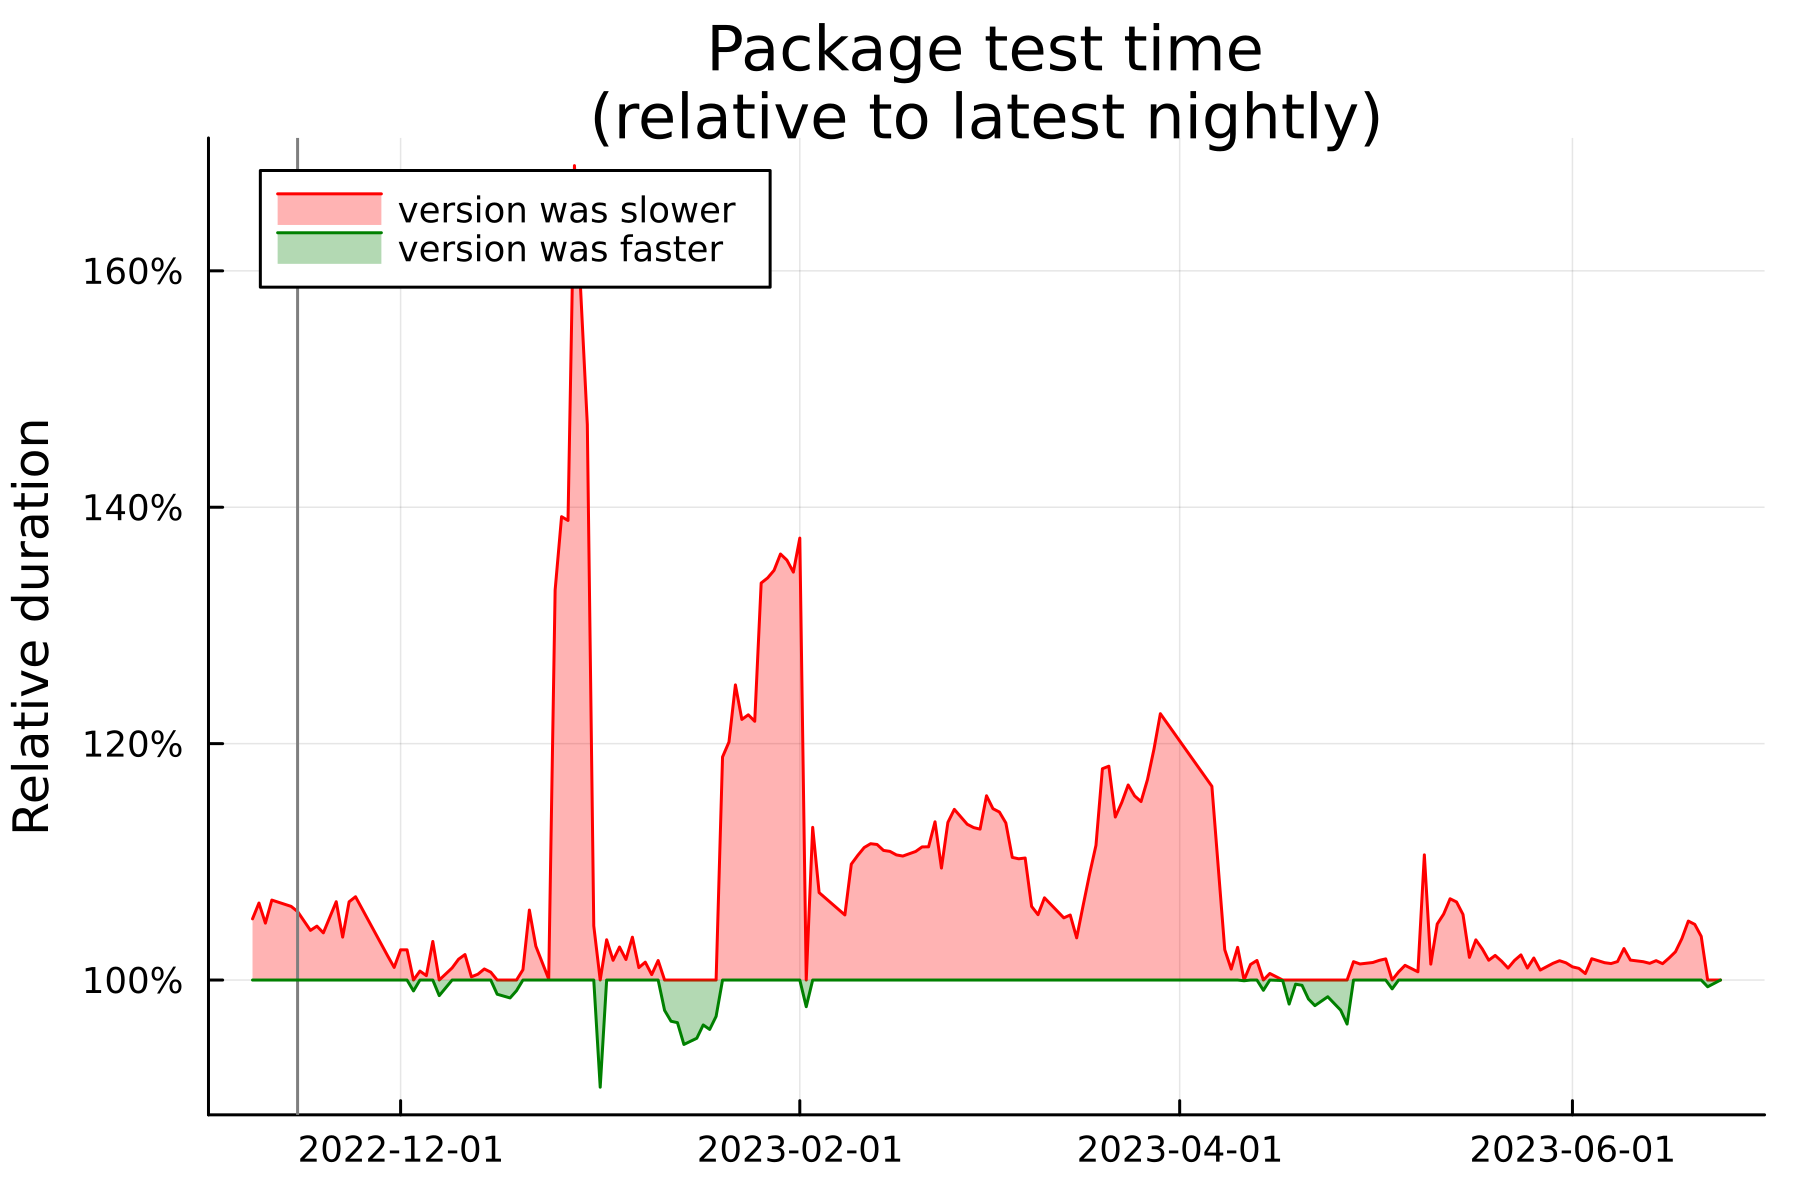 Package test time
(relative to latest nightly)
version was slower
version was faster
160%
140%
120%
100%
Relative duration
2022-12-01
2023-02-01
2023-04-01
2023-06-01